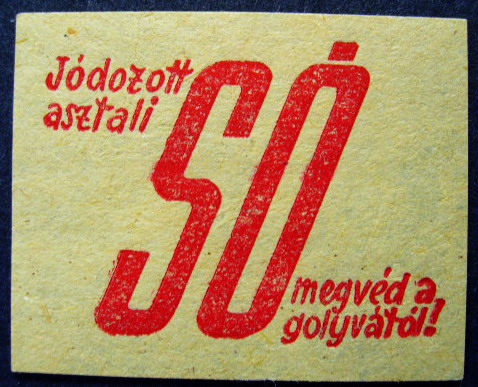 Jódozott
asztali
SÓ
megvéd a
golyvától!